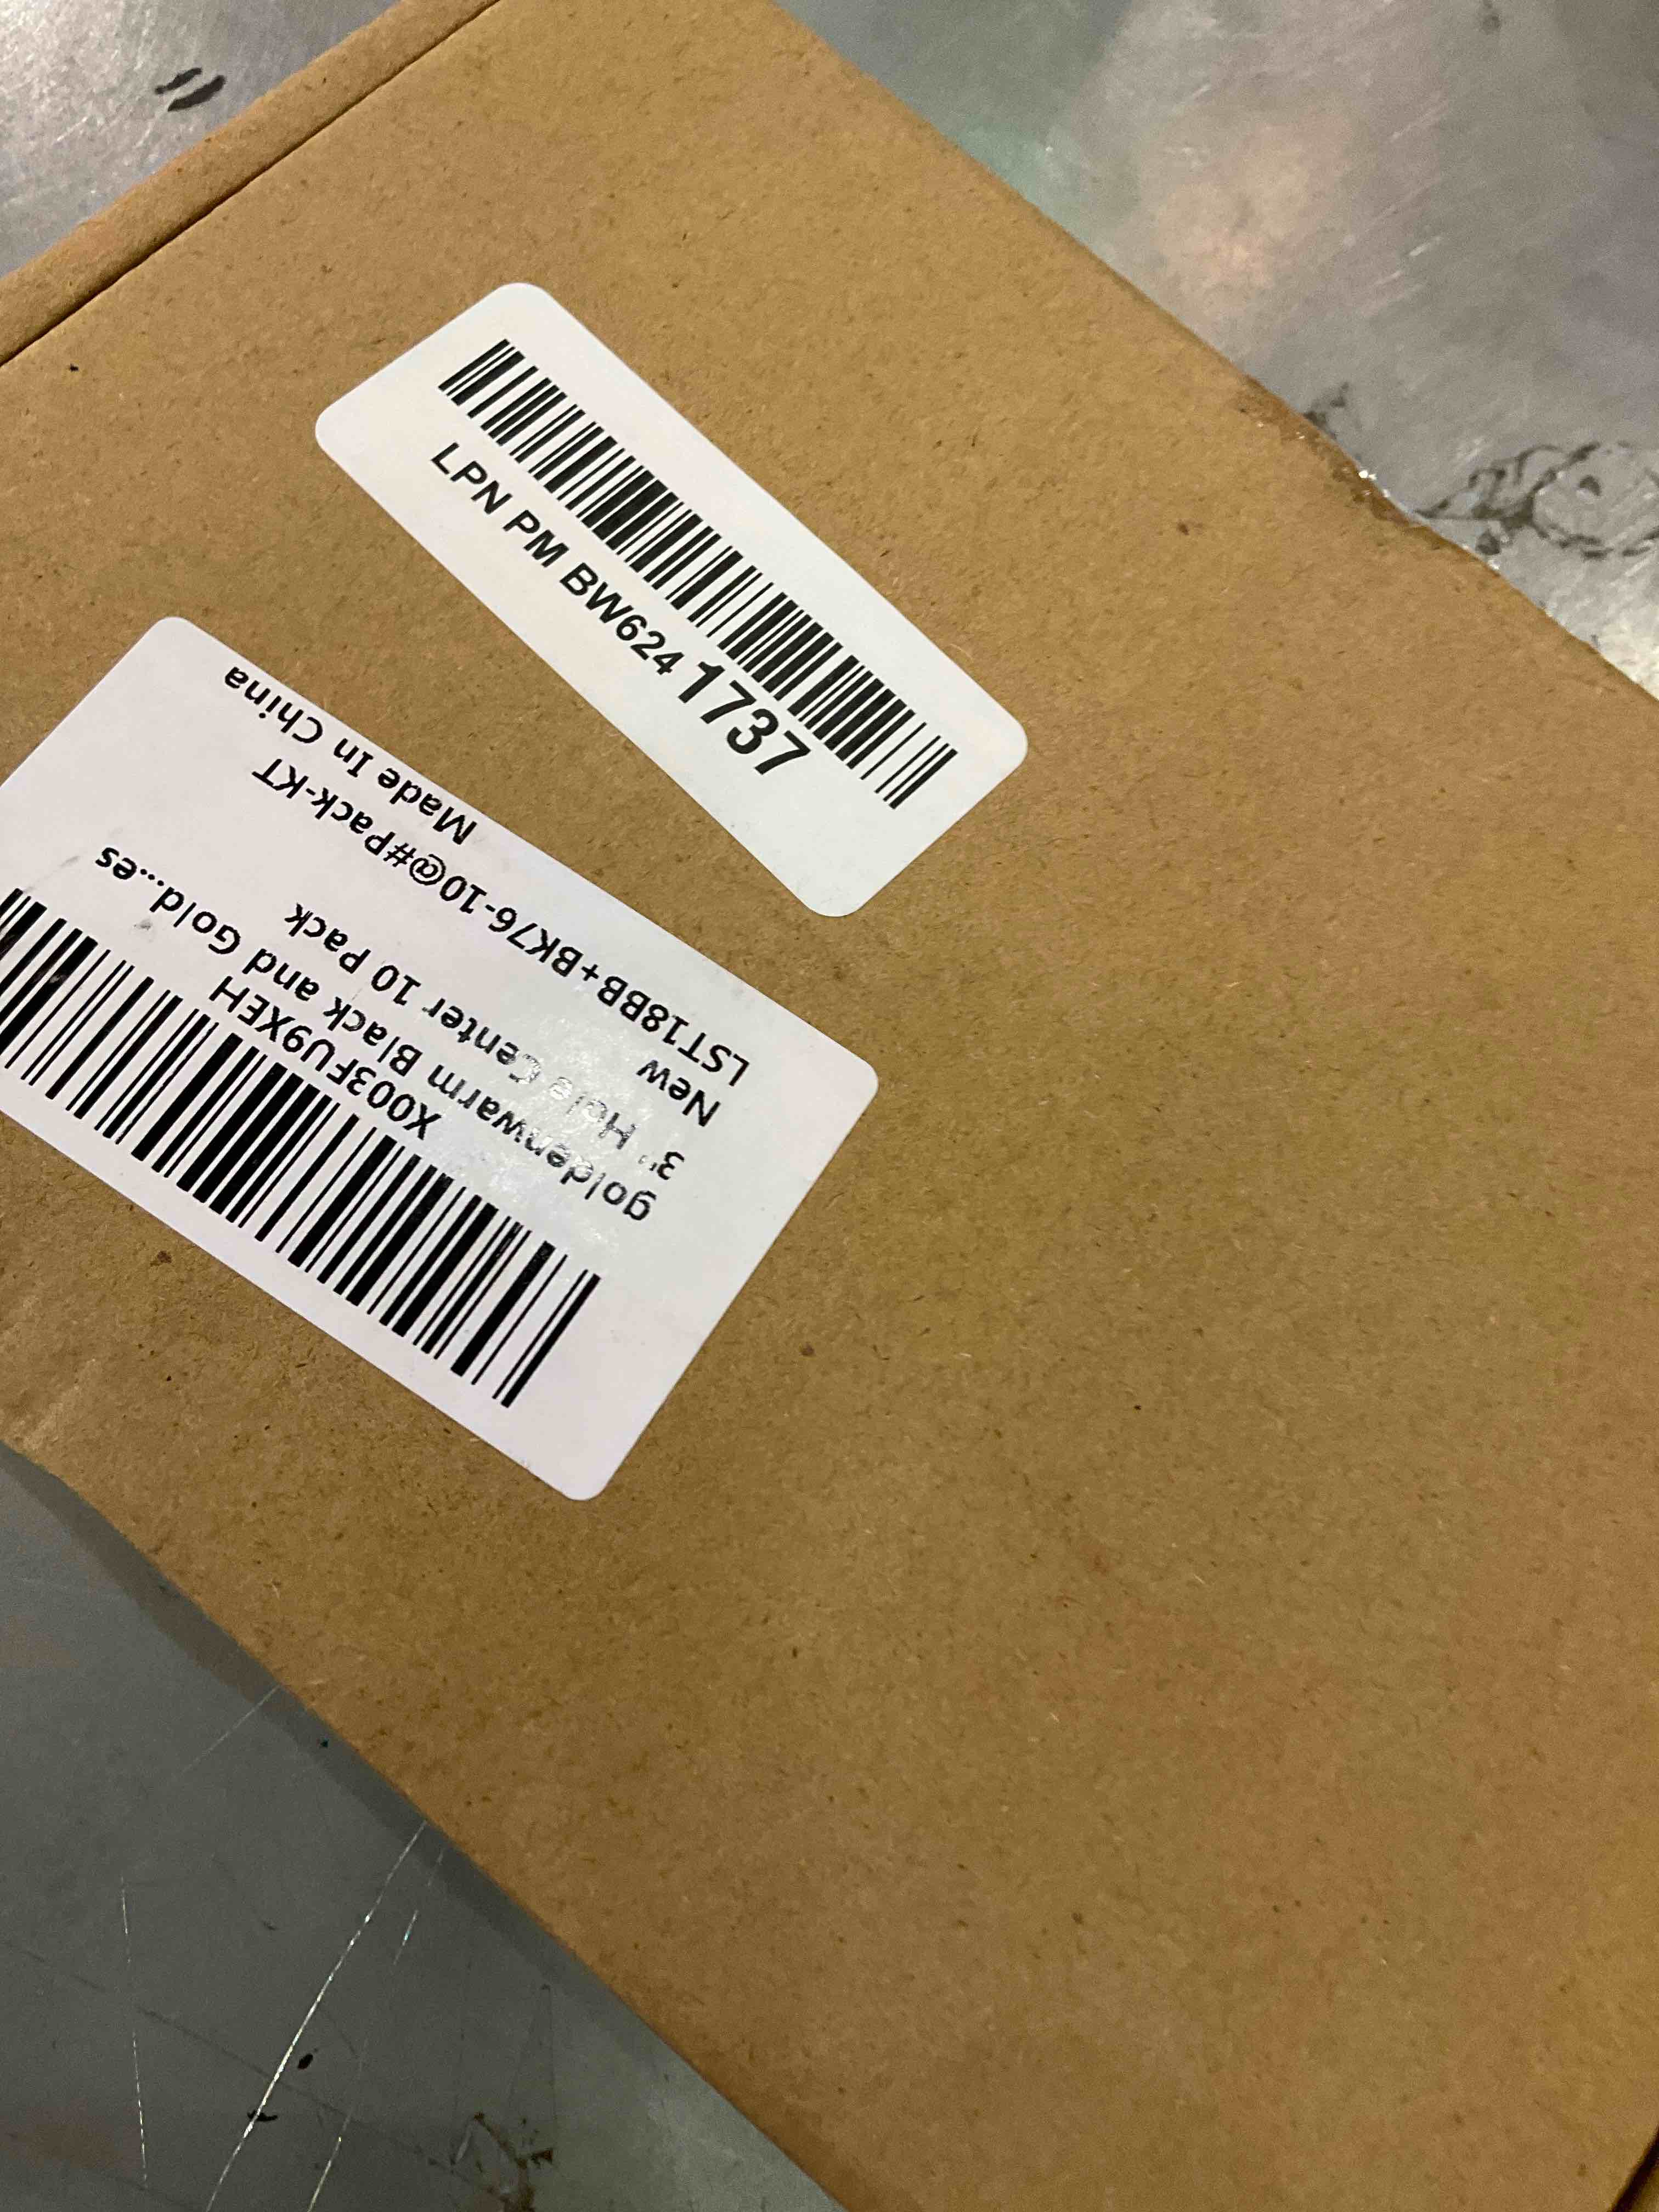 LPN PM BW624 1737
X003FU9XEH
goldenwarm Black and Gold...es
3" Hole Center 10 Pack
New
LST18BB+BK76-10@#Pack-KT
Made In China